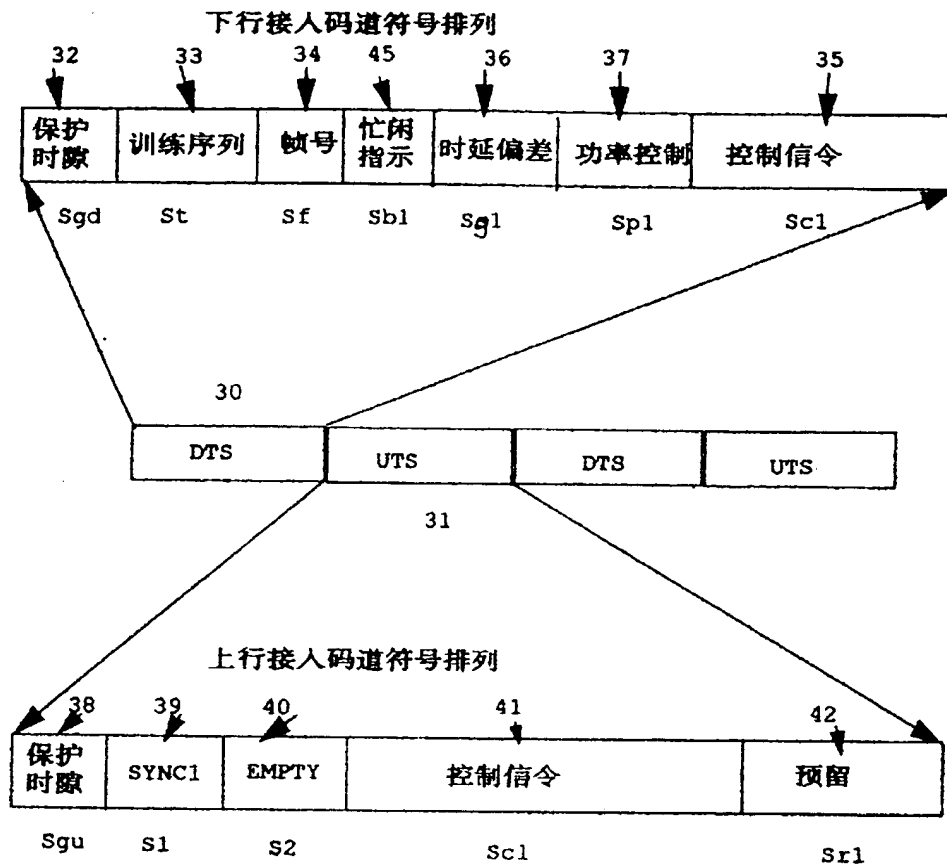 下行接人码道符号排列
32 33 34 45 36 37 35
保护时隙 训练序列 帧号 忙闲指示 时延偏差 功率控制 控制信令
Sgd St Sf Sb1 Sg1 Sp1 Sc1
30
DTS UTS DTS UTS
31
上行接人码道符号排列
38 39 40 41 42
保护时隙 SYNC1 EMPTY 控制信令 预留
Sgu S1 S2 Sc1 Sr1